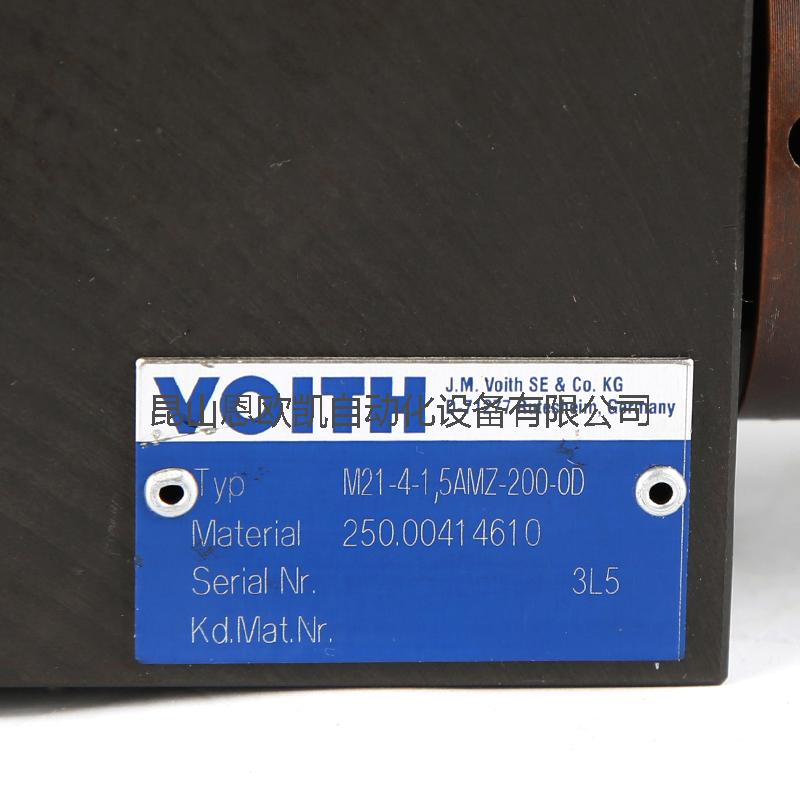 VOITH
J.M. Voith SE & Co. KG
Germany
昆山恩欧凯自动化设备有限公司
Typ M21-4-1,5AMZ-200-0D
Material 250.00414610
Serial Nr. 3L5
Kd.Mat.Nr.